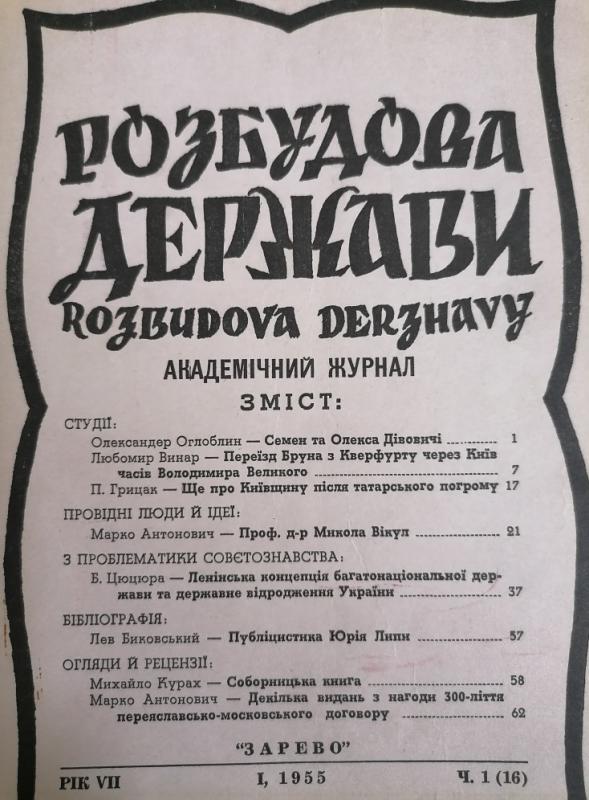 РОЗБУДОВА
ДЕРЖАВИ
ROZBUDOVA DERZHAVY
АКАДЕМІЧНИЙ ЖУРНАЛ
ЗМІСТ:
СТУДІЇ:
Олександер Оглоблин — Семен та Олекса Дівовичі 1
Любомир Винар — Переїзд Бруна з Кверфурту через Київ
часів Володимира Великого 7
П. Грицак — Ще про Київщину після татарського погрому 17
ПРОВІДНІ ЛЮДИ Й ІДЕЇ:
Марко Антонович — Проф. д-р Микола Вікул 21
З ПРОБЛЕМАТИКИ СОВЄТОЗНАВСТВА:
Б. Цюцюра — Ленінська концепція багатонаціональної дер-
жави та державне відродження України 37
БІБЛІОГРАФІЯ:
Лев Биковський — Публіцистика Юрія Липи 57
ОГЛЯДИ Й РЕЦЕНЗІЇ:
Михайло Курах — Соборницька книга 58
Марко Антонович — Декілька видань з нагоди 300-ліття
переяславсько-московського договору 62
"ЗАРЕВО"
РІК VII I, 1955 Ч. 1 (16)